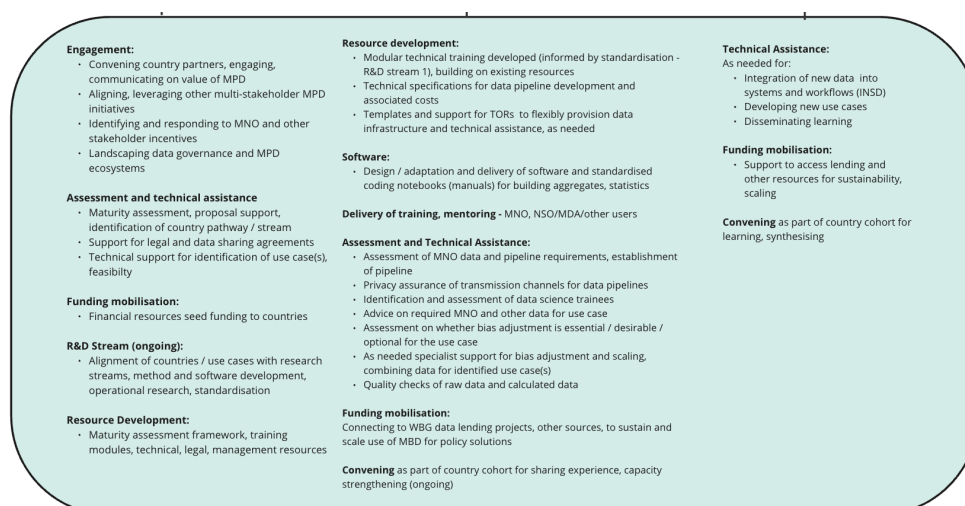 Engagement:
• Convening country partners, engaging,
communicating on value of MPD
• Aligning, leveraging other multi-stakeholder MPD
initiatives
• Identifying and responding to MNO and other
stakeholder incentives
• Landscaping data governance and MPD
ecosystems
Assessment and technical assistance
• Maturity assessment, proposal support,
identification of country pathway / stream
• Support for legal and data sharing agreements
• Technical support for identification of use case(s),
feasibilty
Funding mobilisation:
• Financial resources seed funding to countries
R&D Stream (ongoing):
• Alignment of countries / use cases with research
streams, method and software development,
operational research, standardisation
Resource Development:
• Maturity assessment framework, training
modules, technical, legal, management resources
Resource development:
• Modular technical training developed (informed by standardisation -
R&D stream 1), building on existing resources
• Technical specifications for data pipeline development and
associated costs
• Templates and support for TORs to flexibly provision data
infrastructure and technical assistance, as needed
Software:
• Design / adaptation and delivery of software and standardised
coding notebooks (manuals) for building aggregates, statistics
Delivery of training, mentoring - MNO, NSO/MDA/other users
Assessment and Technical Assistance:
• Assessment of MNO data and pipeline requirements, establishment
of pipeline
• Privacy assurance of transmission channels for data pipelines
• Identification and assessment of data science trainees
• Advice on required MNO and other data for use case
• Assessment on whether bias adjustment is essential / desirable /
optional for the use case
• As needed specialist support for bias adjustment and scaling,
combining data for identified use case(s)
• Quality checks of raw data and calculated data
Funding mobilisation:
Connecting to WBG data lending projects, other sources, to sustain and
scale use of MBD for policy solutions
Convening as part of country cohort for sharing experience, capacity
strengthening (ongoing)
Technical Assistance:
As needed for:
• Integration of new data into
systems and workflows (INSD)
• Developing new use cases
• Disseminating learning
Funding mobilisation:
• Support to access lending and
other resources for sustainability,
scaling
Convening as part of country cohort for
learning, synthesising